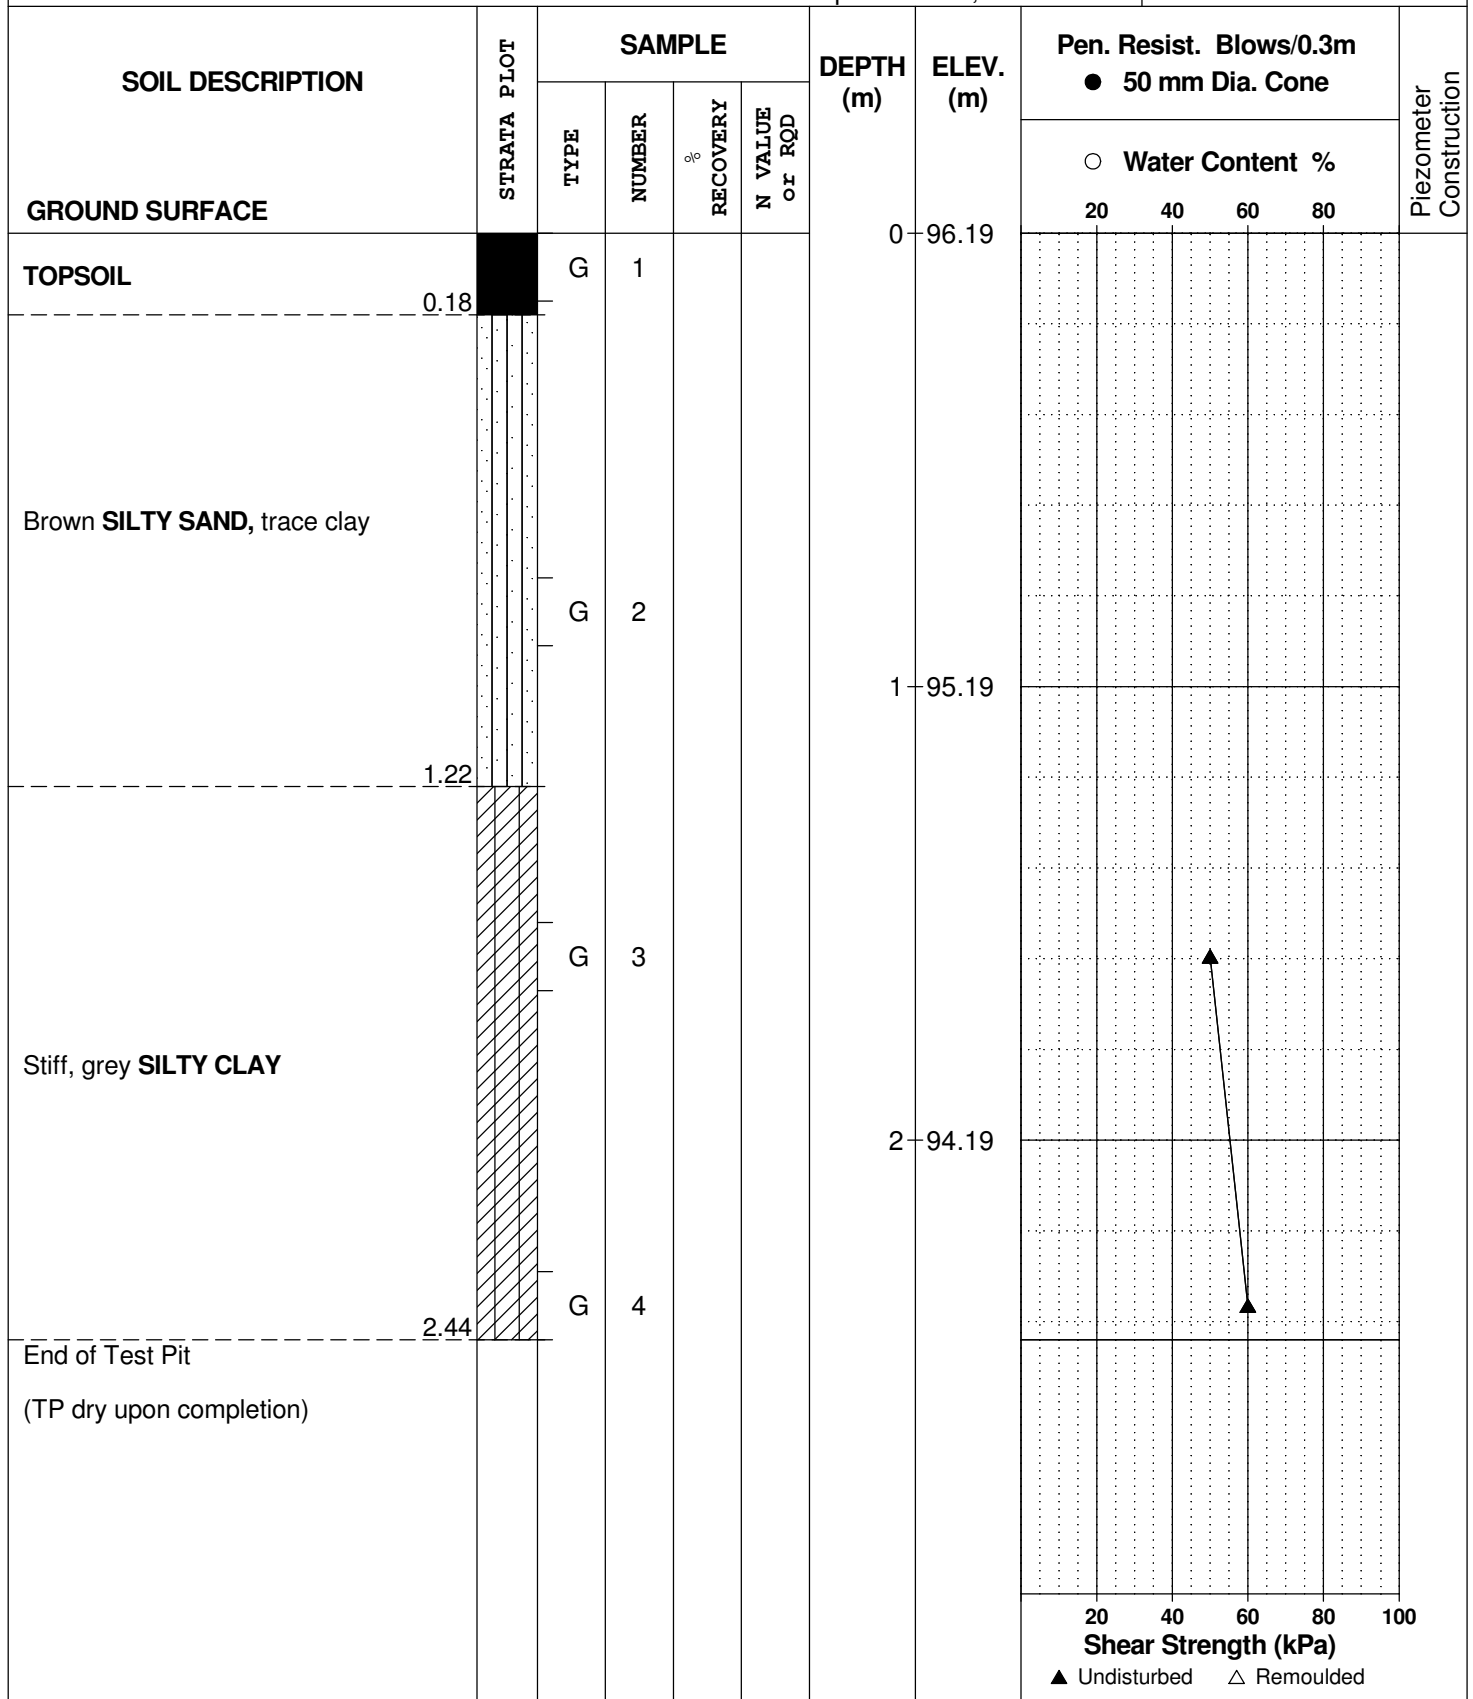 SOIL DESCRIPTION
GROUND SURFACE
STRATA PLOT
SAMPLE
TYPE
NUMBER
%
RECOVERY
N VALUE
or RQD
DEPTH
(m)
ELEV.
(m)
Pen. Resist. Blows/0.3m
● 50 mm Dia. Cone
○ Water Content %
20 40 60 80
Piezometer
Construction
0 96.19
TOPSOIL
G 1
0.18
Brown SILTY SAND, trace clay
G 2
1 95.19
1.22
G 3
Stiff, grey SILTY CLAY
2 94.19
G 4
2.44
End of Test Pit
(TP dry upon completion)
20 40 60 80 100
Shear Strength (kPa)
▲ Undisturbed △ Remoulded